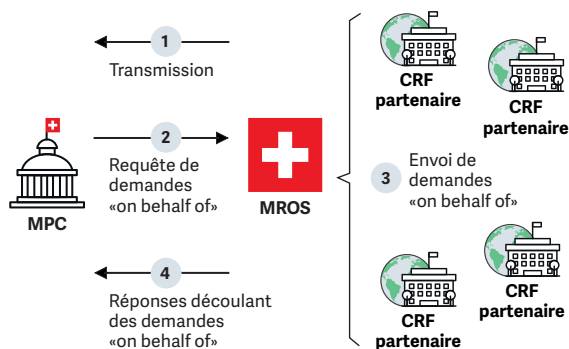 1
Transmission
MPC
2
Requête de
demandes
«on behalf of»
MROS
4
Réponses découlant
des demandes
«on behalf of»
3
Envoi de
demandes
«on behalf of»
CRF
partenaire
CRF
partenaire
CRF
partenaire
CRF
partenaire